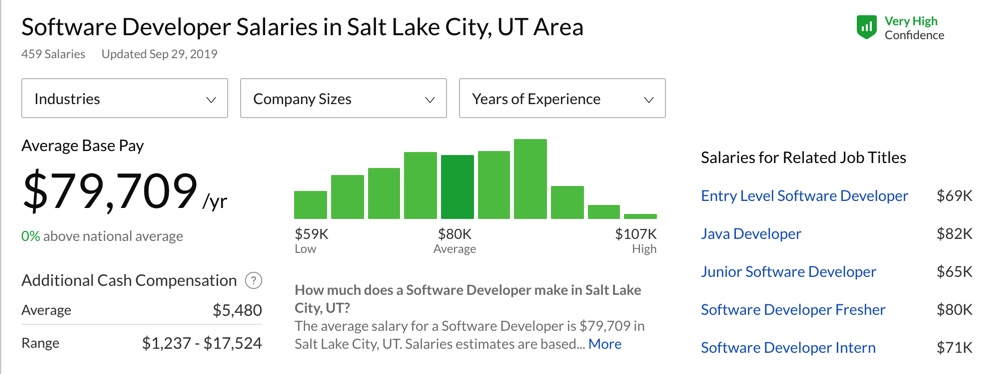 Software Developer Salaries in Salt Lake City, UT Area
459 Salaries Updated Sep 29, 2019
Very High
Confidence
Industries
Company Sizes
Years of Experience
Average Base Pay
$79,709 /yr
0% above national average
Additional Cash Compensation ?
Average $5,480
Range $1,237 - $17,524
$59K
Low
$80K
Average
$107K
High
How much does a Software Developer make in Salt Lake
City, UT?
The average salary for a Software Developer is $79,709 in
Salt Lake City, UT. Salaries estimates are based... More
Salaries for Related Job Titles
Entry Level Software Developer $69K
Java Developer $82K
Junior Software Developer $65K
Software Developer Fresher $80K
Software Developer Intern $71K